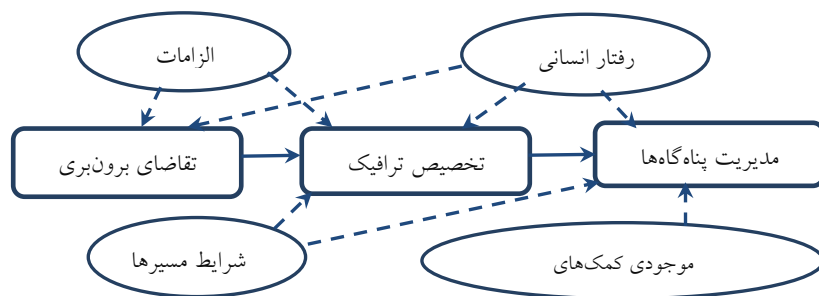 الزامات
رفتار انسانی
تقاضای برون‌بری
تخصیص ترافیک
مدیریت پناه‌گاه‌ها
شرایط مسیرها
موجودی کمک‌های